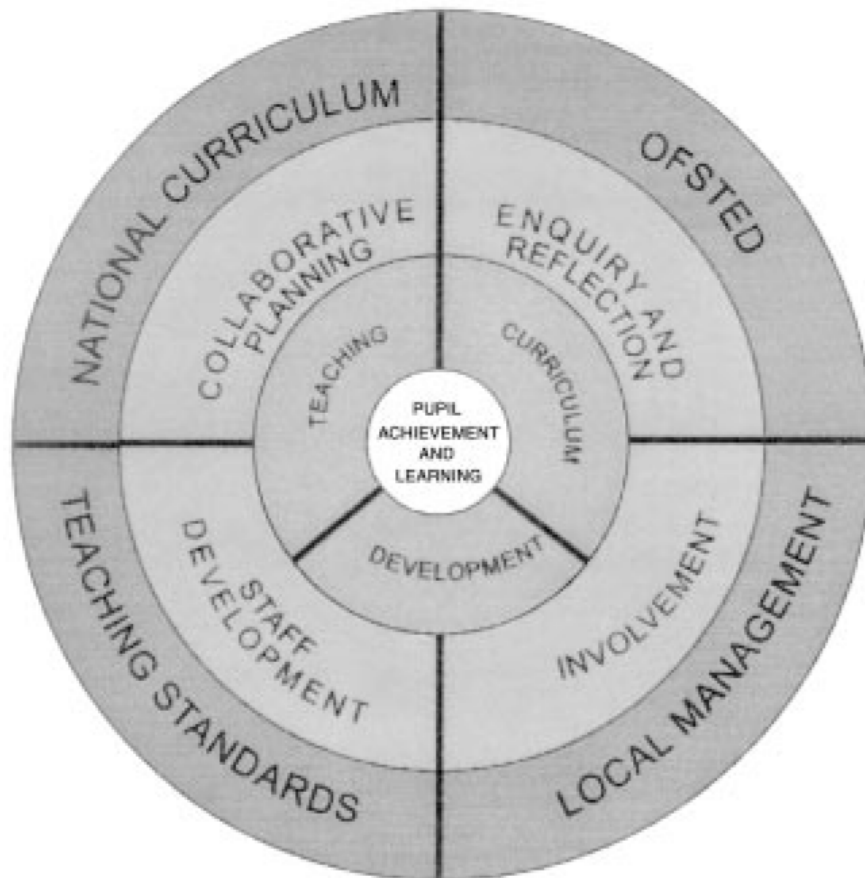 NATIONAL CURRICULUM
OFSTED
COLLABORATIVE
PLANNING
ENQUIRY AND
REFLECTION
TEACHING
CURRICULUM
PUPIL
ACHIEVEMENT
AND
LEARNING
DEVELOPMENT
STAFF
DEVELOPMENT
INVOLVEMENT
TEACHING STANDARDS
LOCAL MANAGEMENT